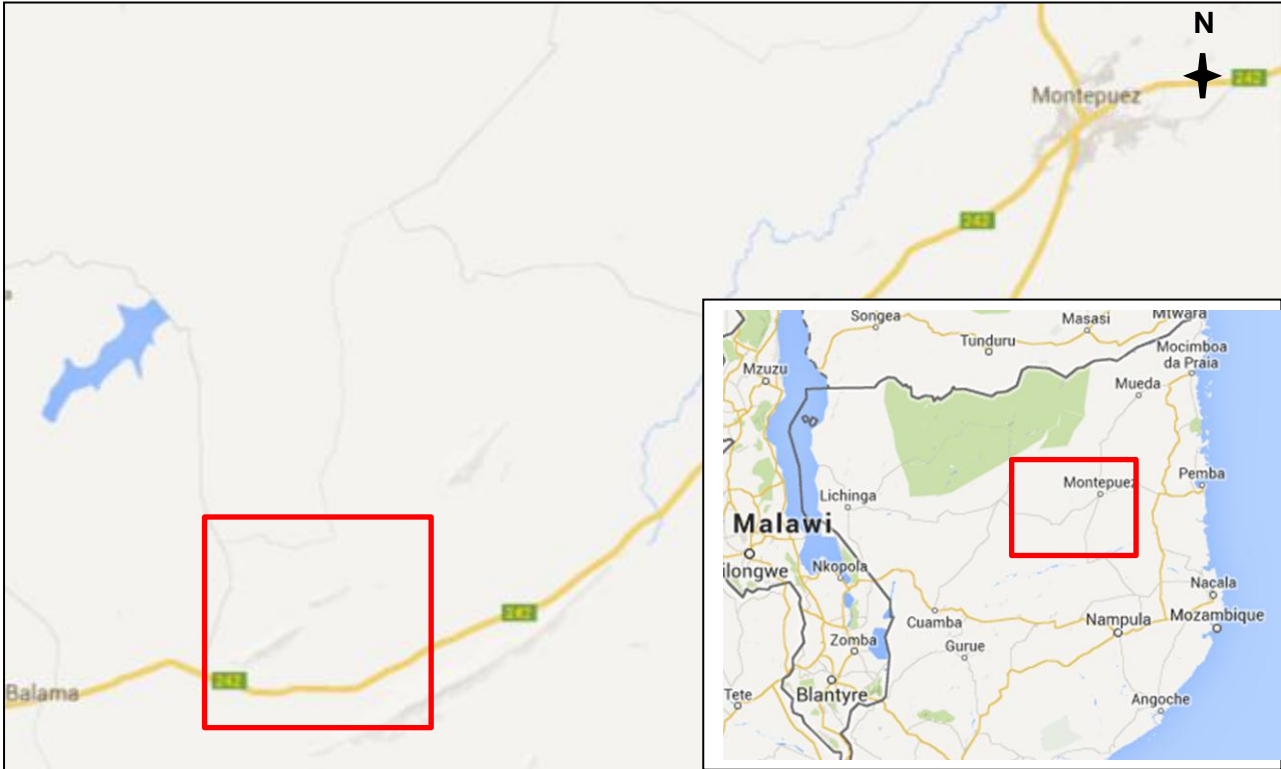 N
242
Montepuez
242
Songea
Masasi
Mtwara
Tunduru
Mocimboa
da Praia
Mzuzu
Mueda
Montepuez
Pemba
Lichinga
Malawi
ilongwe
Nkopola
Nacala
Cuamba
Nampula
Mozambique
Zomba
Gurue
Blantyre
Tete
Angoche
242
242
Balama